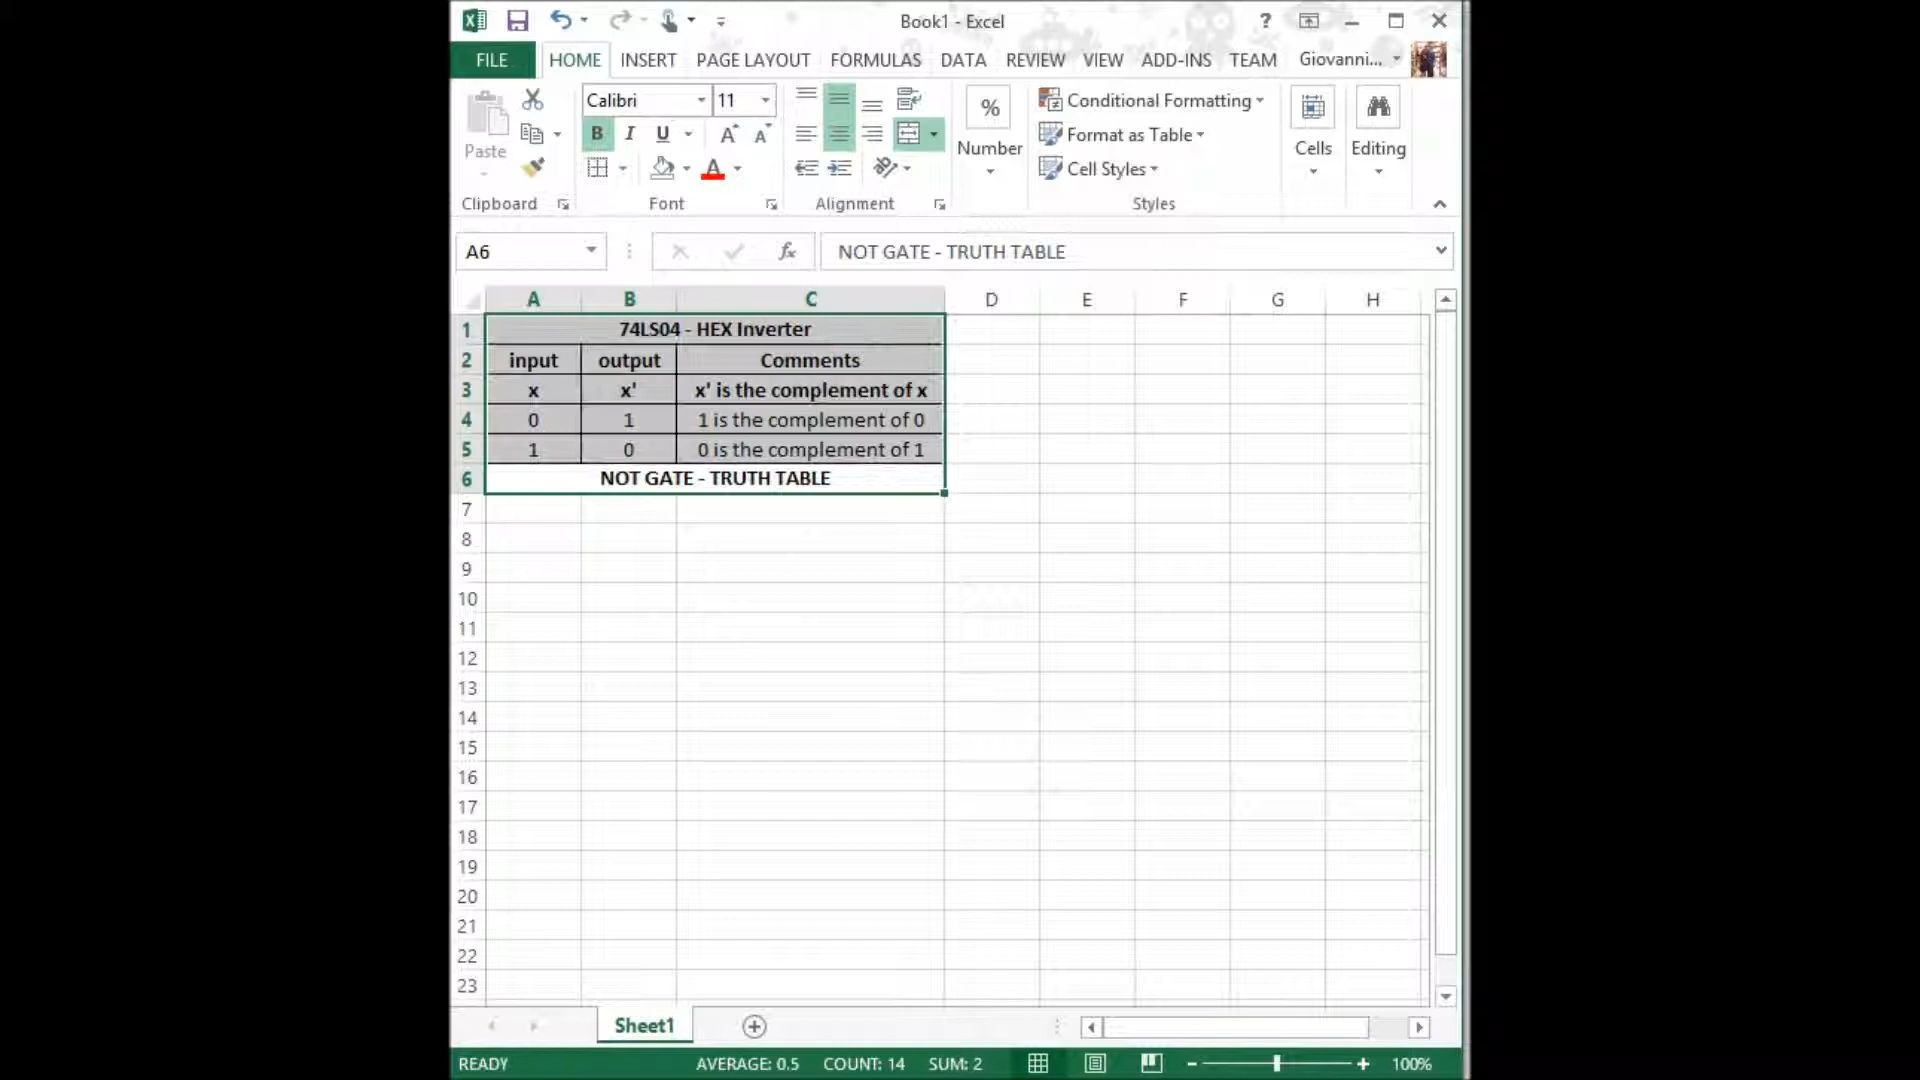 Book1 - Excel
?
FILE HOME INSERT PAGE LAYOUT FORMULAS DATA REVIEW VIEW ADD-INS TEAM Giovanni...
Paste
Calibri 11
B I U A A
A
%
Number
Conditional Formatting
Format as Table
Cell Styles
Cells
Editing
Clipboard Font Alignment Styles
A6 fx NOT GATE - TRUTH TABLE
A B C D E F G H
1 74LS04 - HEX Inverter
2 input output Comments
3 x x' x' is the complement of x
4 0 1 1 is the complement of 0
5 1 0 0 is the complement of 1
6 NOT GATE - TRUTH TABLE
7
8
9
10
11
12
13
14
15
16
17
18
19
20
21
22
23
Sheet1
READY AVERAGE: 0.5 COUNT: 14 SUM: 2 100%